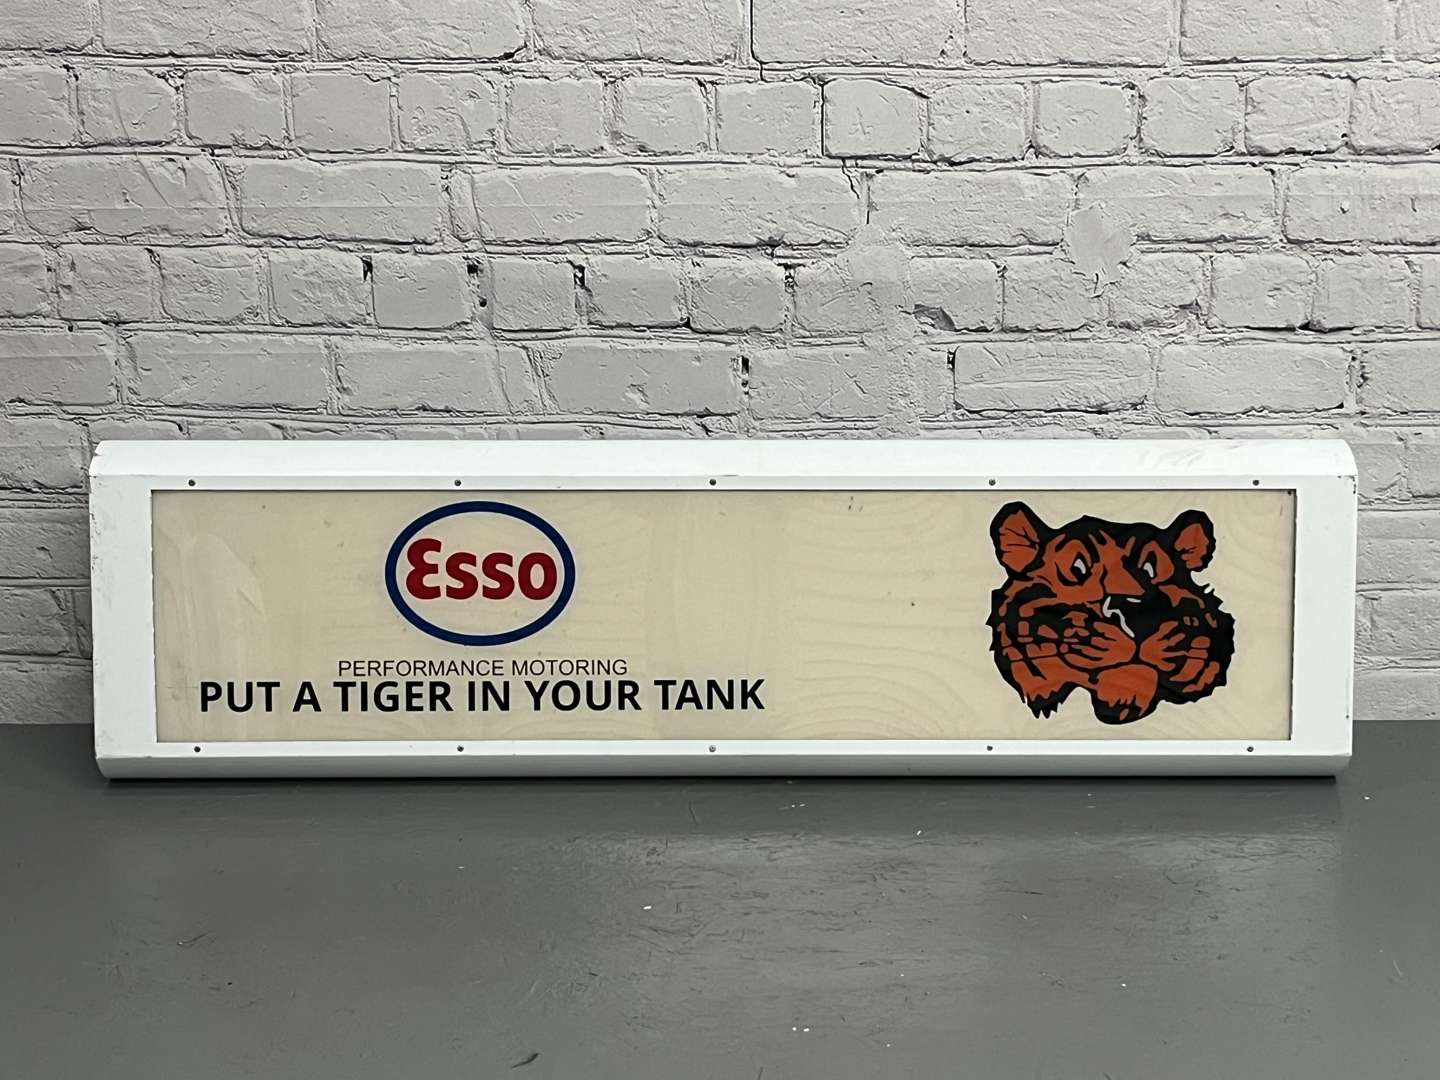 Esso
PERFORMANCE MOTORING
PUT A TIGER IN YOUR TANK